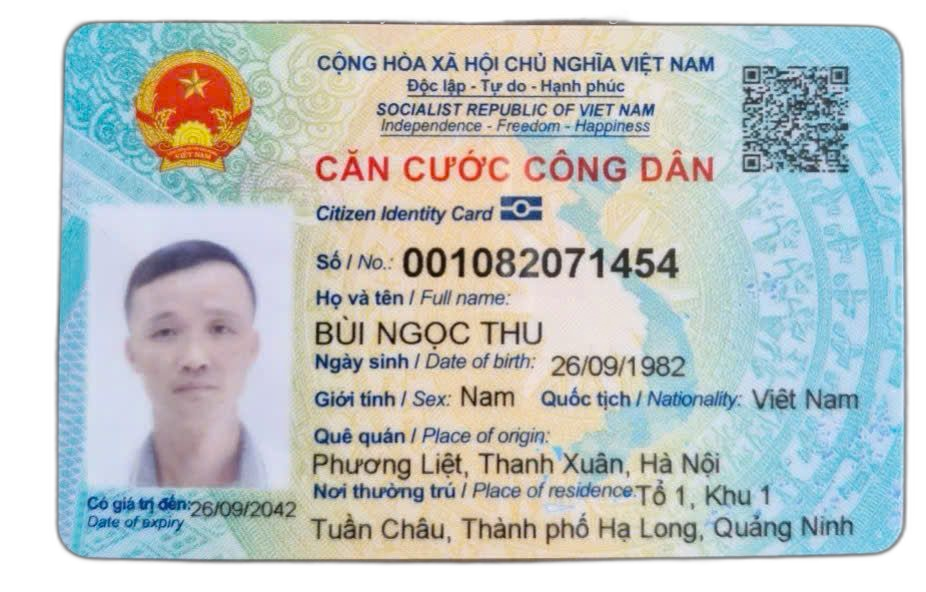 CỘNG HÒA XÃ HỘI CHỦ NGHĨA VIỆT NAM
Độc lập - Tự do - Hạnh phúc
SOCIALIST REPUBLIC OF VIET NAM
Independence - Freedom - Happiness
CĂN CƯỚC CÔNG DÂN
Citizen Identity Card
Số / No.: 001082071454
Họ và tên / Full name:
BÙI NGỌC THU
Ngày sinh / Date of birth: 26/09/1982
Giới tính / Sex: Nam Quốc tịch / Nationality: Việt Nam
Quê quán / Place of origin:
Phương Liệt, Thanh Xuân, Hà Nội
Nơi thường trú / Place of residence: Tổ 1, Khu 1
Tuần Châu, Thành phố Hạ Long, Quảng Ninh
Có giá trị đến: 26/09/2042
Date of expiry
VIỆT NAM